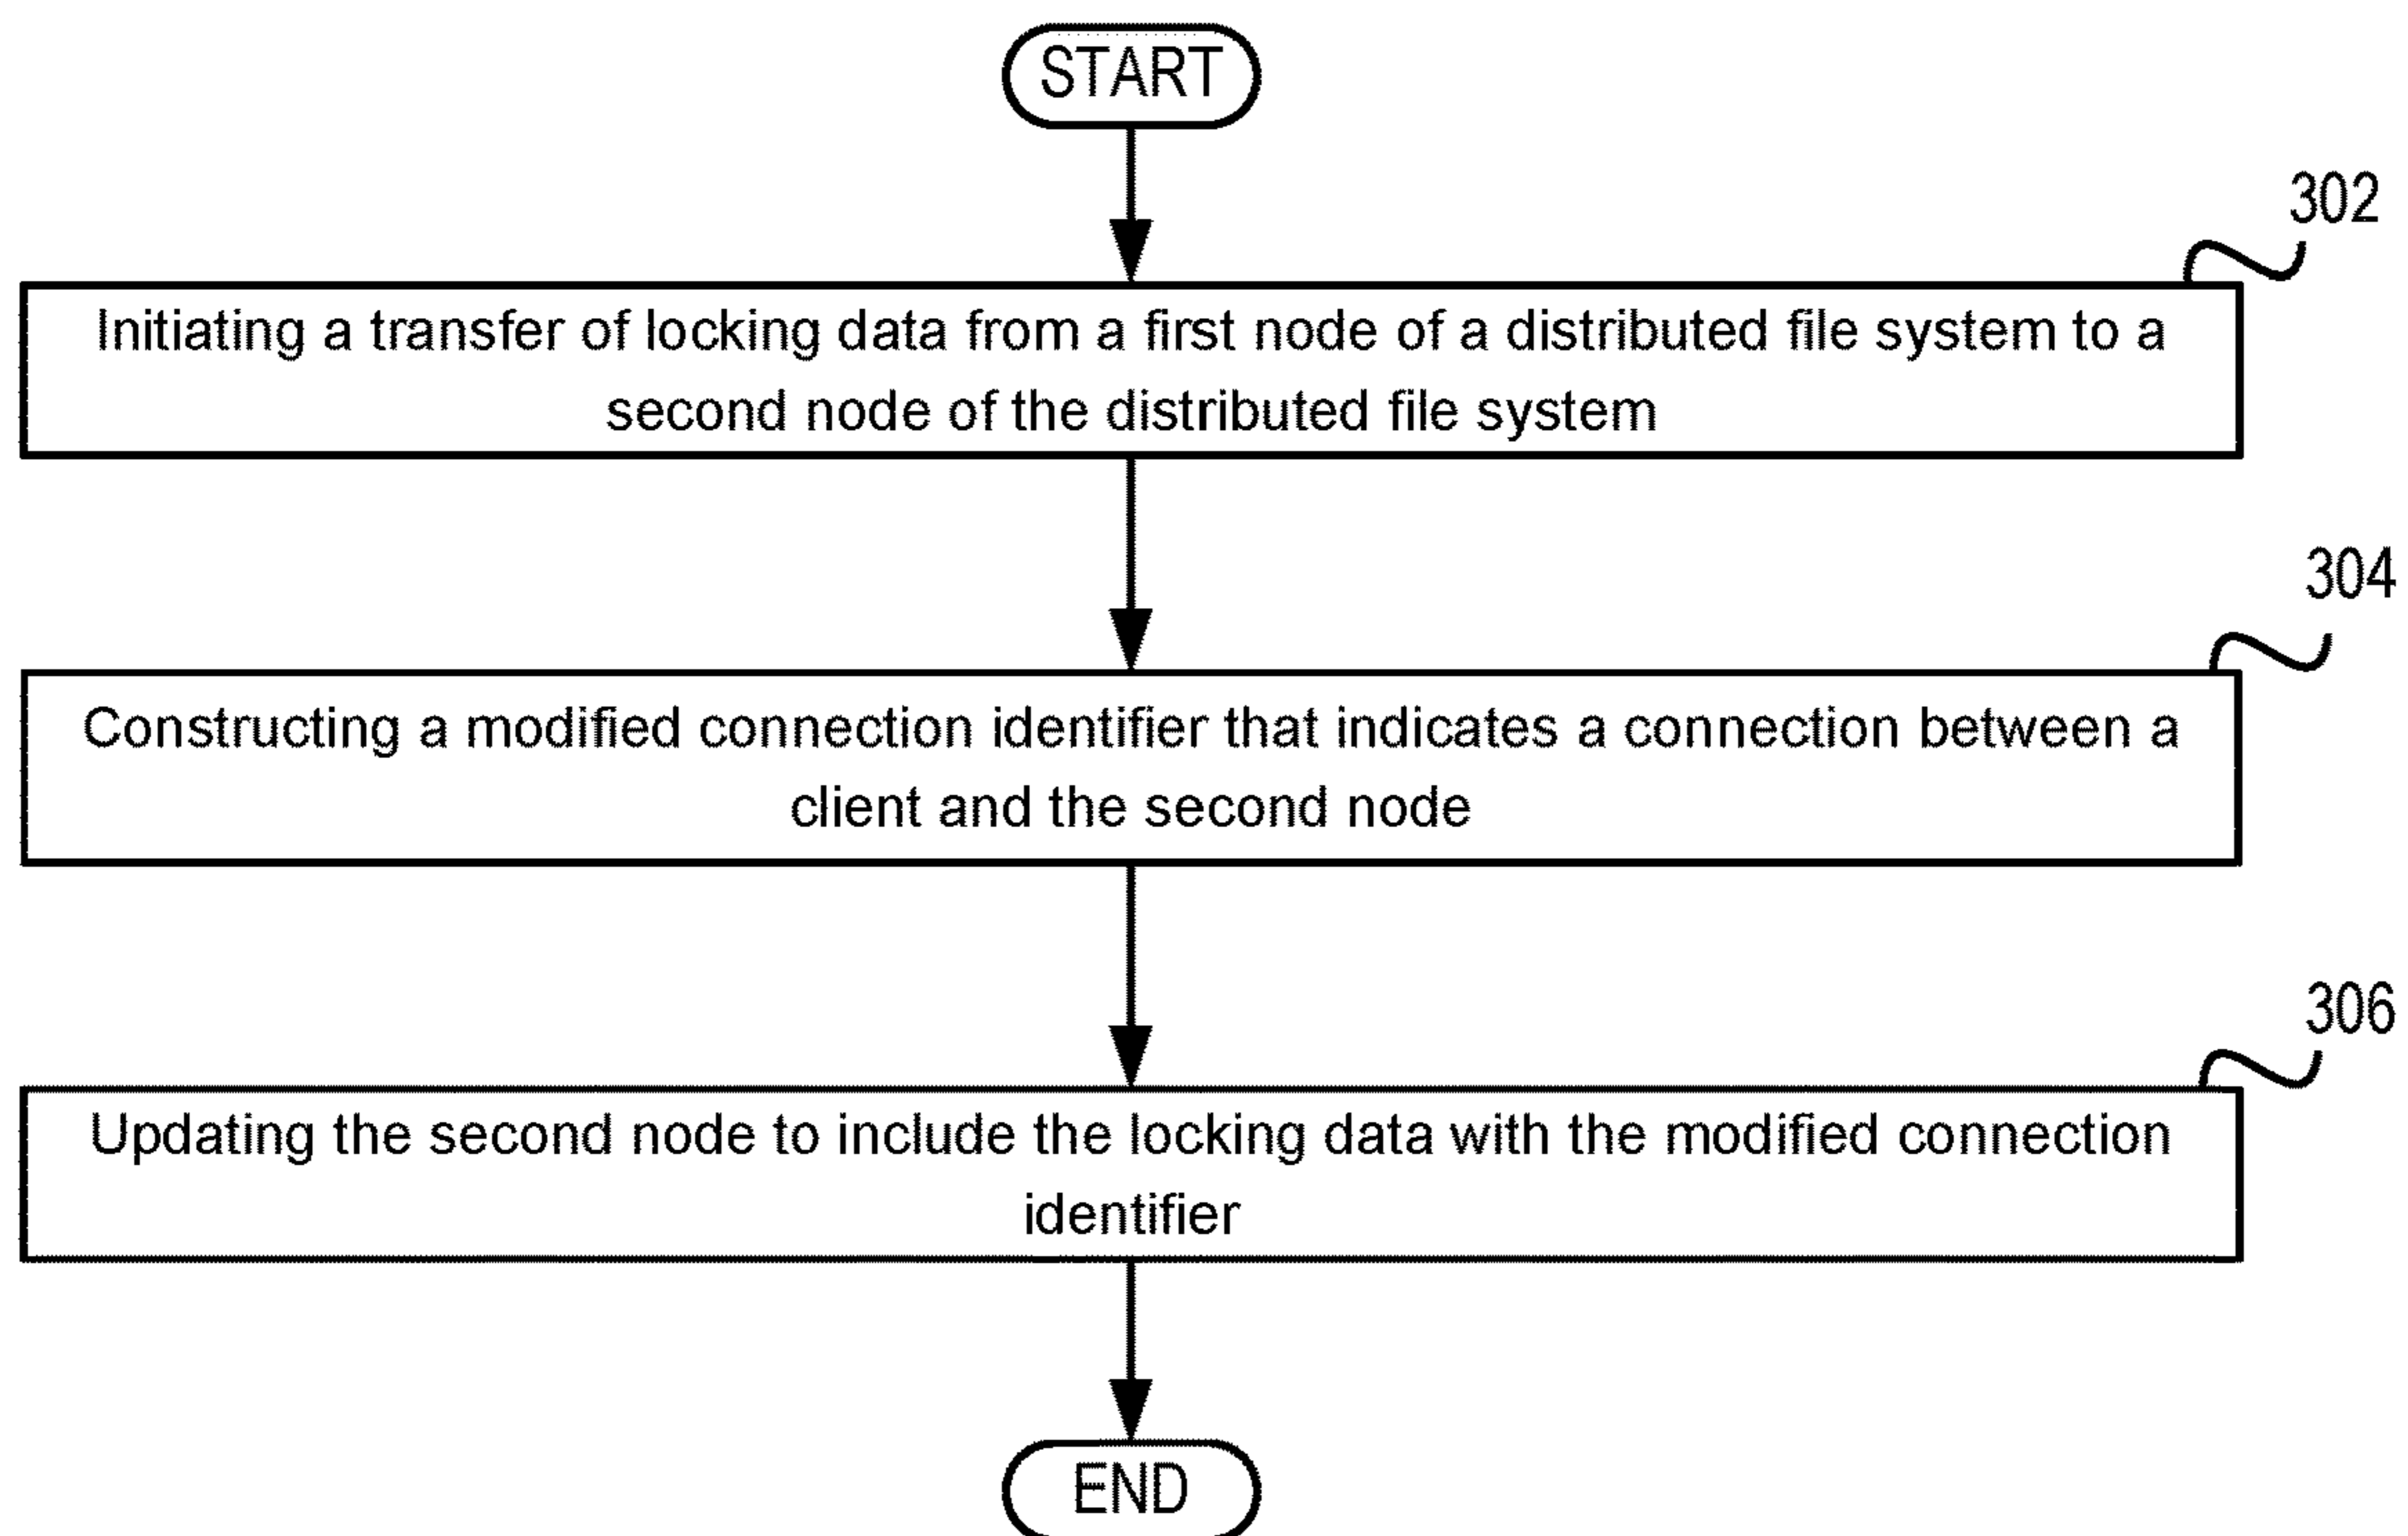 START
302
Initiating a transfer of locking data from a first node of a distributed file system to a
second node of the distributed file system
304
Constructing a modified connection identifier that indicates a connection between a
client and the second node
306
Updating the second node to include the locking data with the modified connection
identifier
END